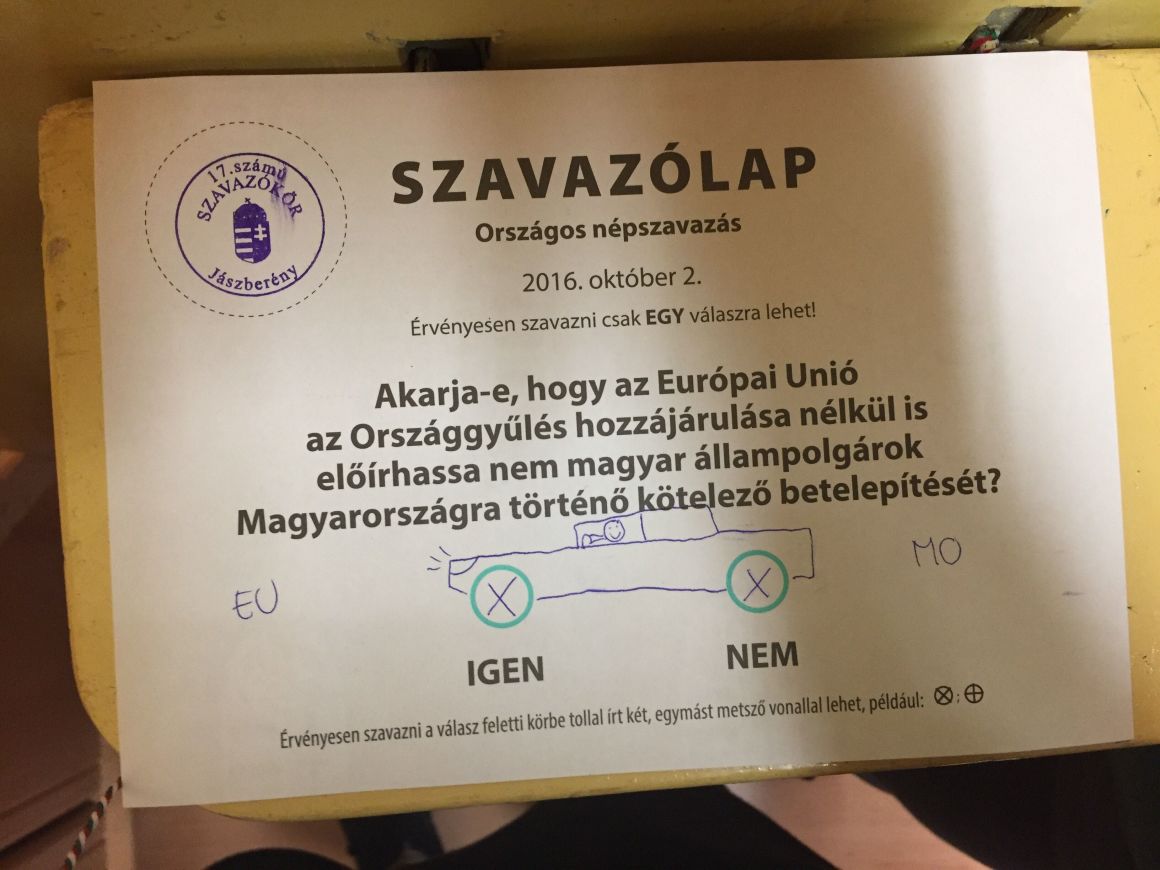 17.számú
SZAVAZÓKÖR
Jászberény
SZAVAZÓLAP
Országos népszavazás
2016. október 2.
Érvényesen szavazni csak EGY válaszra lehet!
Akarja-e, hogy az Európai Unió
az Országgyűlés hozzájárulása nélkül is
előírhassa nem magyar állampolgárok
Magyarországra történő kötelező betelepítését?
EU
MO
X X
IGEN NEM
Érvényesen szavazni a válasz feletti körbe tollal írt két, egymást metsző vonallal lehet, például: ⊗ ; ⊕